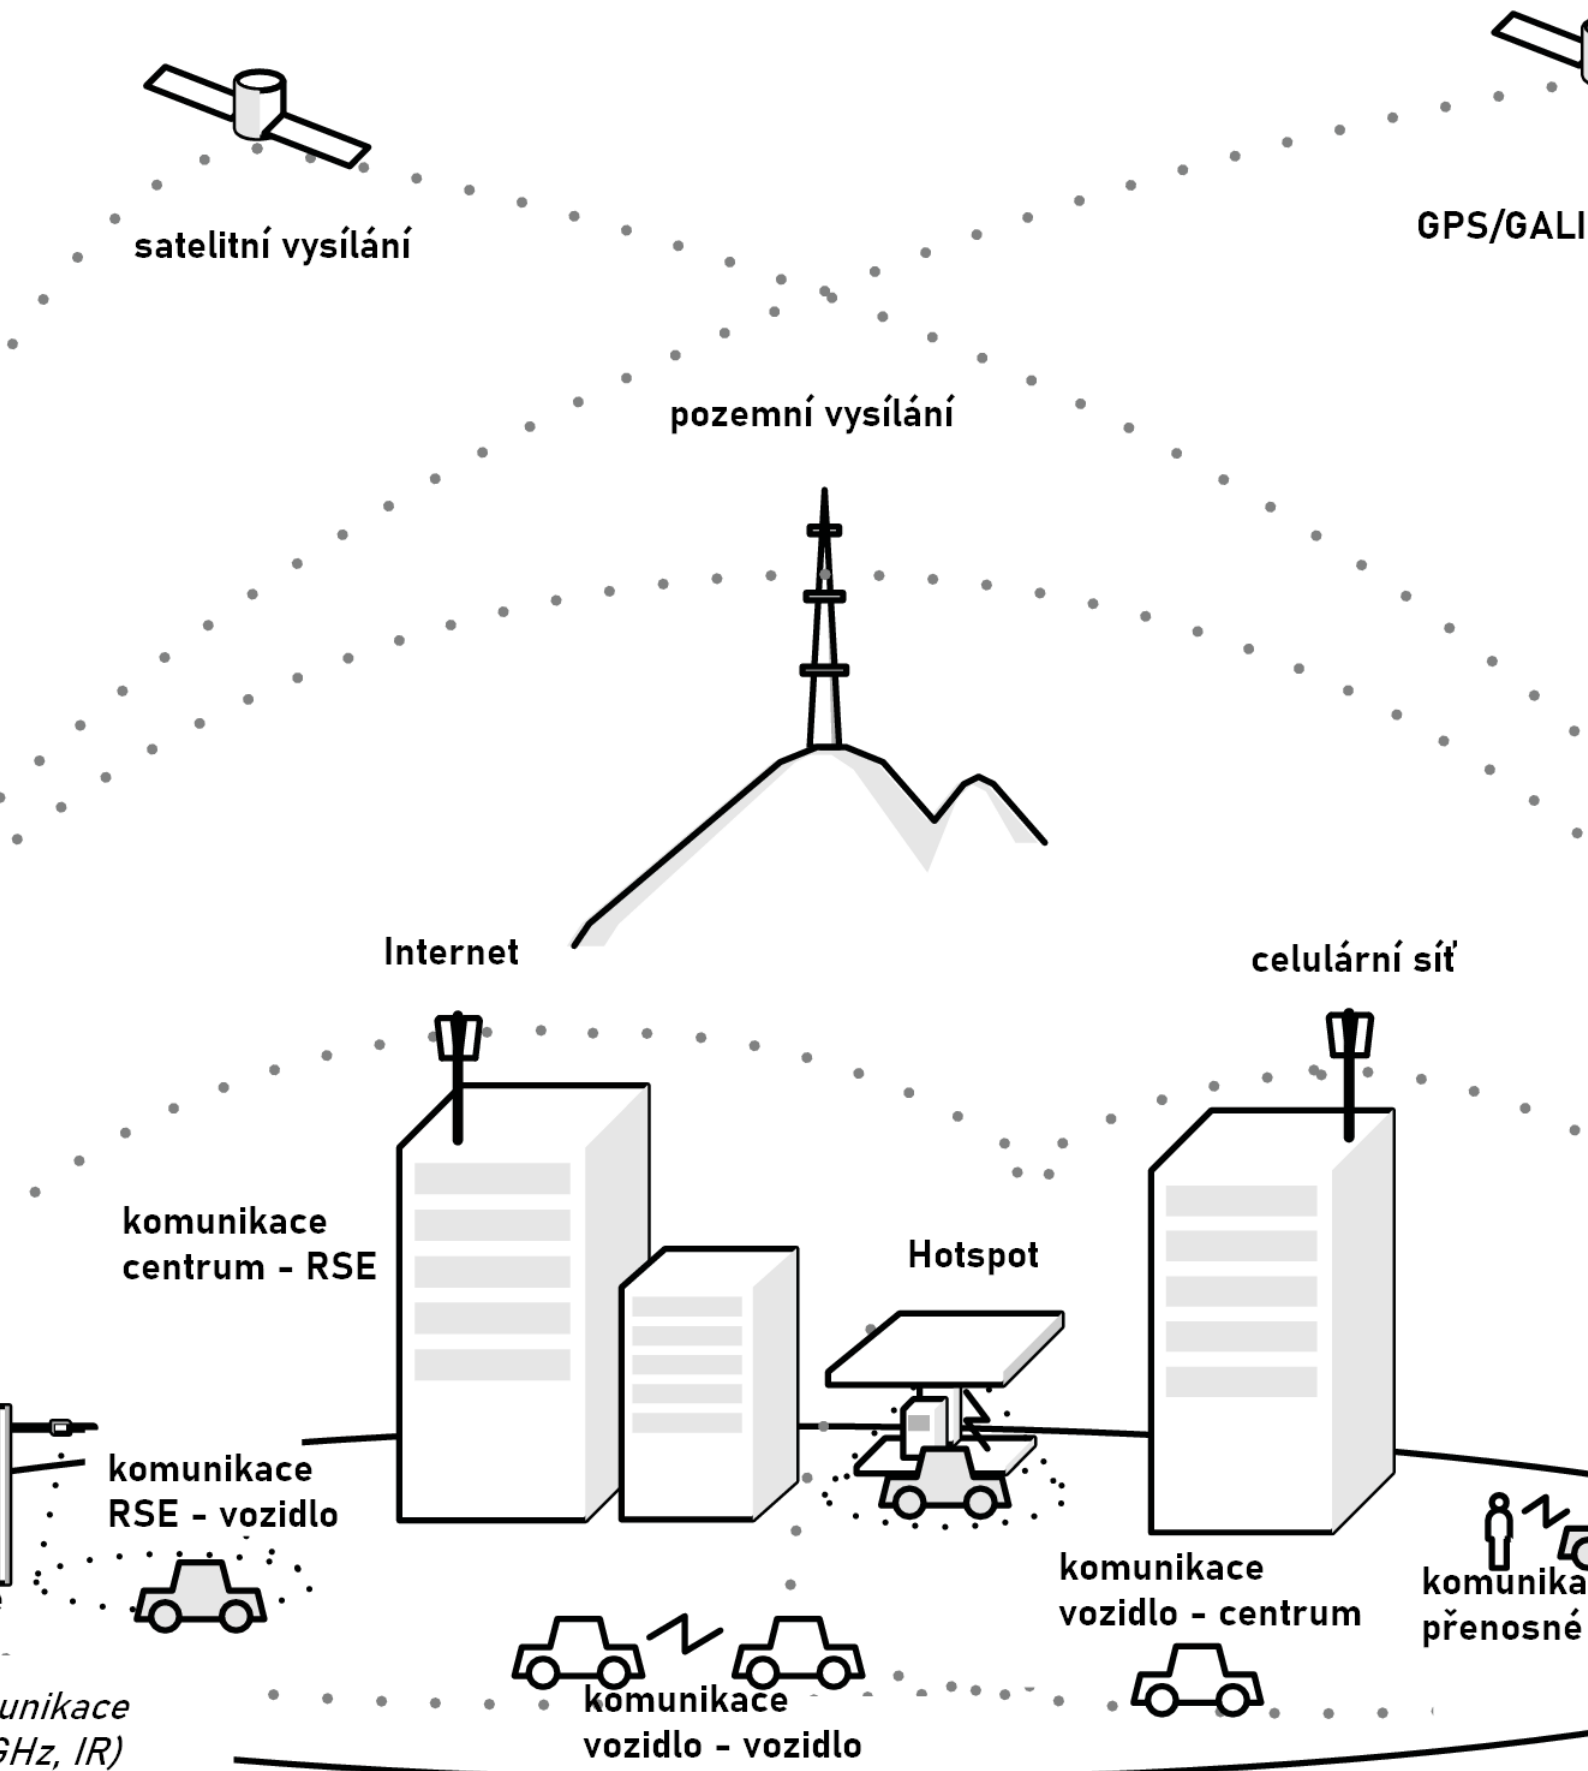 satelitní vysílání
GPS/GALI
pozemní vysílání
Internet
celulární síť
komunikace
centrum - RSE
Hotspot
komunikace
RSE - vozidlo
komunikace
vozidlo - centrum
komunika
přenosné
unikace
GHz, IR)
komunikace
vozidlo - vozidlo